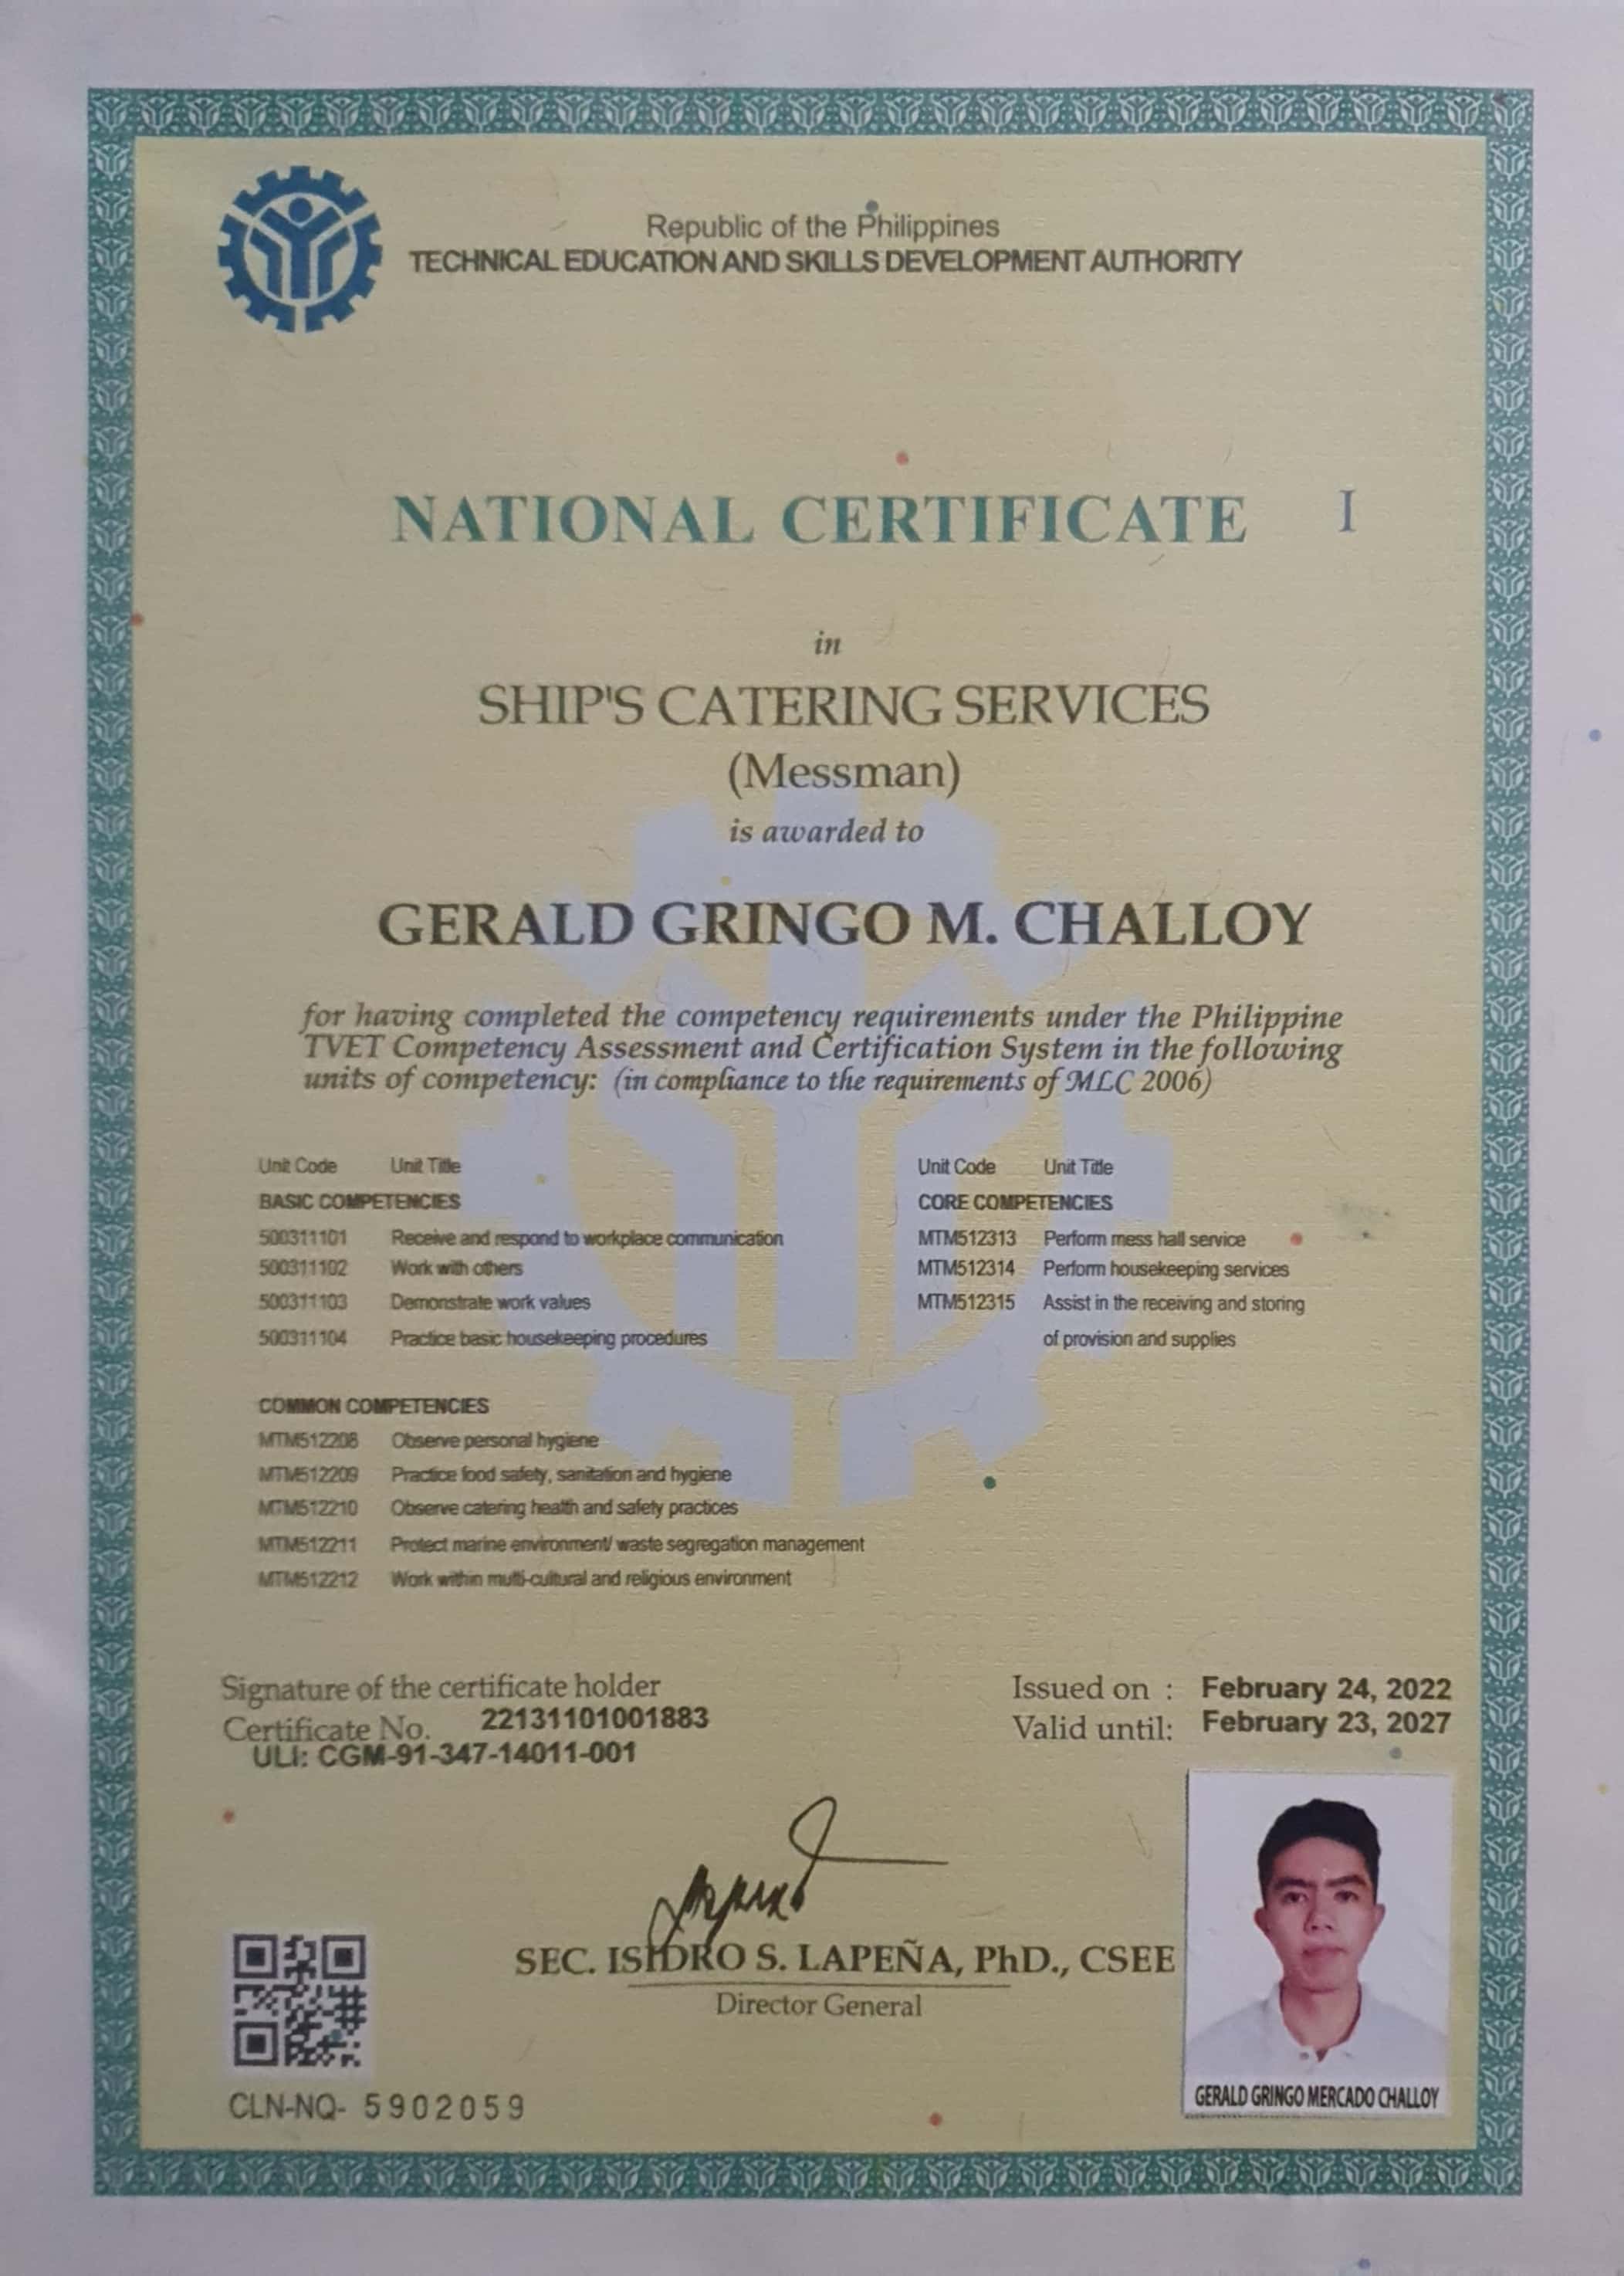 Republic of the Philippines
TECHNICAL EDUCATION AND SKILLS DEVELOPMENT AUTHORITY
NATIONAL CERTIFICATE I
in
SHIP'S CATERING SERVICES
(Messman)
is awarded to
GERALD GRINGO M. CHALLOY
for having completed the competency requirements under the Philippine
TVET Competency Assessment and Certification System in the following
units of competency: (in compliance to the requirements of MLC 2006)
Unit Code Unit Title
BASIC COMPETENCIES
500311101 Receive and respond to workplace communication
500311102 Work with others
500311103 Demonstrate work values
500311104 Practice basic housekeeping procedures
COMMON COMPETENCIES
MTM512208 Observe personal hygiene
MTM512209 Practice food safety, sanitation and hygiene
MTM512210 Observe catering health and safety practices
MTM512211 Protect marine environment/ waste segregation management
MTM512212 Work within multi-cultural and religious environment
Unit Code Unit Title
CORE COMPETENCIES
MTM512313 Perform mess hall service
MTM512314 Perform housekeeping services
MTM512315 Assist in the receiving and storing
of provision and supplies
Signature of the certificate holder
Certificate No. 22131101001883
ULI: CGM-91-347-14011-001
Issued on : February 24, 2022
Valid until: February 23, 2027
SEC. ISIDRO S. LAPEÑA, PhD., CSEE
Director General
GERALD GRINGO MERCADO CHALLOY
CLN-NQ- 5902059